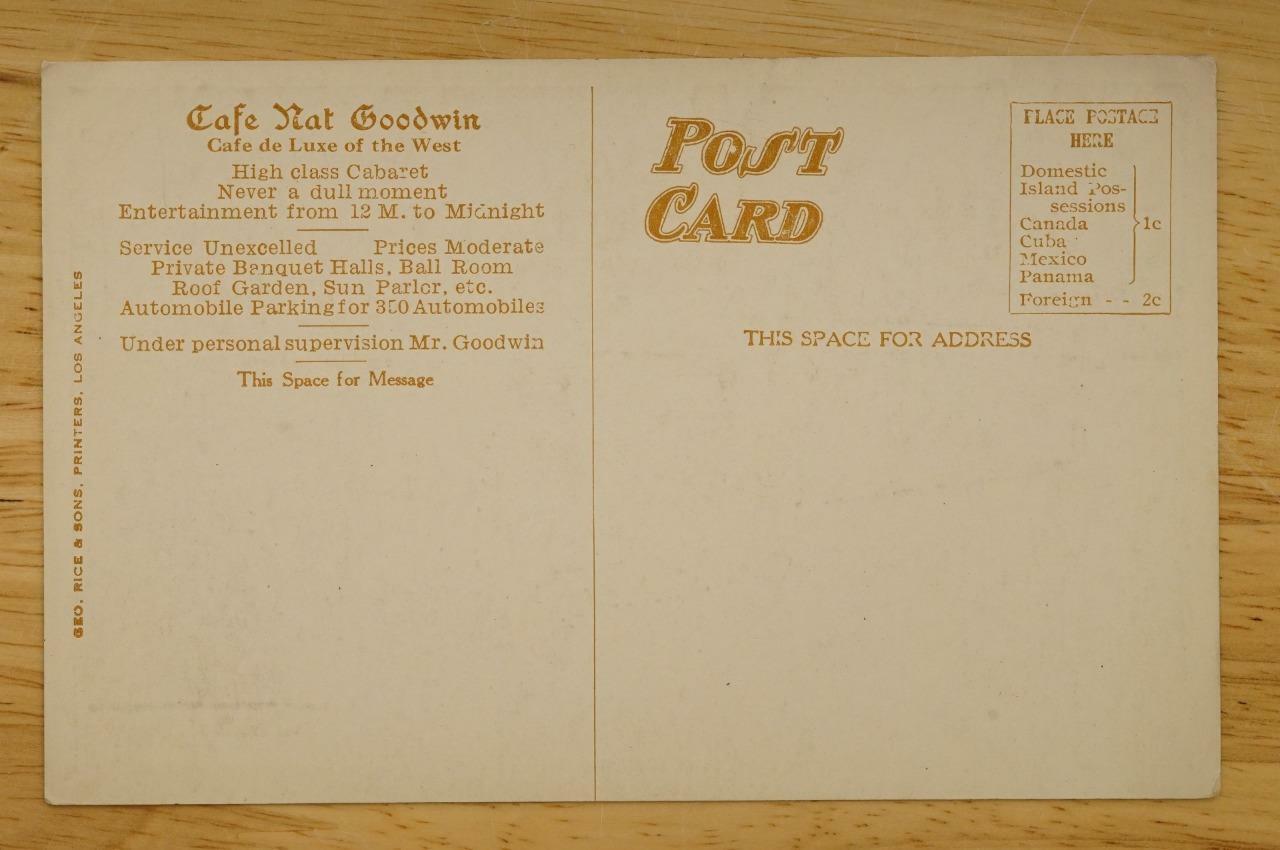 Cafe Nat Goodwin
Cafe de Luxe of the West
High class Cabaret
Never a dull moment
Entertainment from 12 M. to Midnight
Service Unexcelled Prices Moderate
Private Banquet Halls, Ball Room
Roof Garden, Sun Parlor, etc.
Automobile Parking for 350 Automobiles
Under personal supervision Mr. Goodwin
This Space for Message
GEO. RICE & SONS, PRINTERS, LOS ANGELES
POST
CARD
PLACE POSTAGE
HERE
Domestic
Island Pos-
sessions
Canada
Cuba
Mexico
Panama
1c
Foreign - - 2c
THIS SPACE FOR ADDRESS